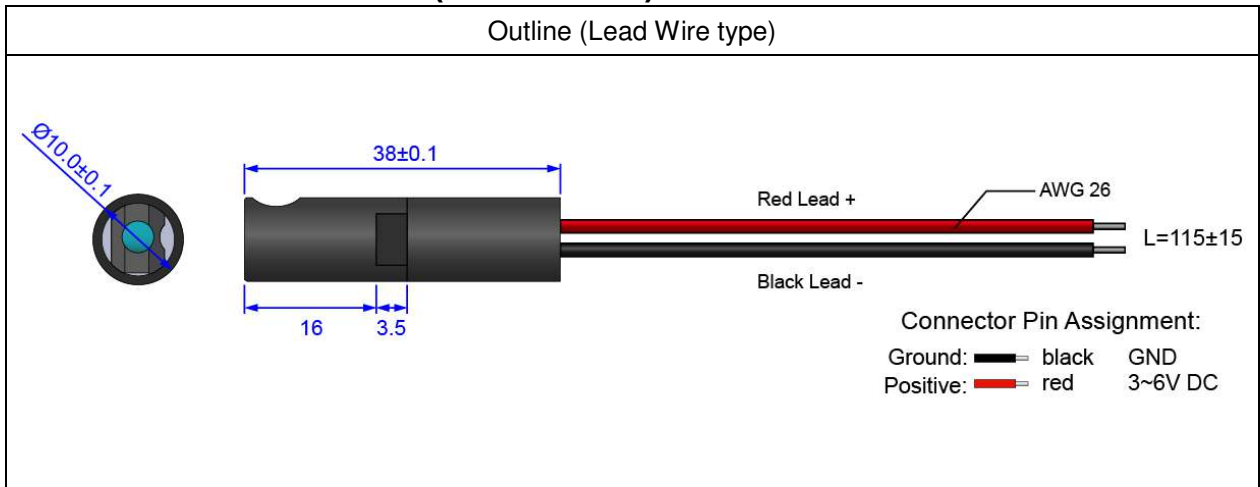 Outline (Lead Wire type)
Ø10.0±0.1
38±0.1
Red Lead +
AWG 26
L=115±15
Black Lead -
16
3.5
Connector Pin Assignment:
Ground: black GND
Positive: red 3~6V DC